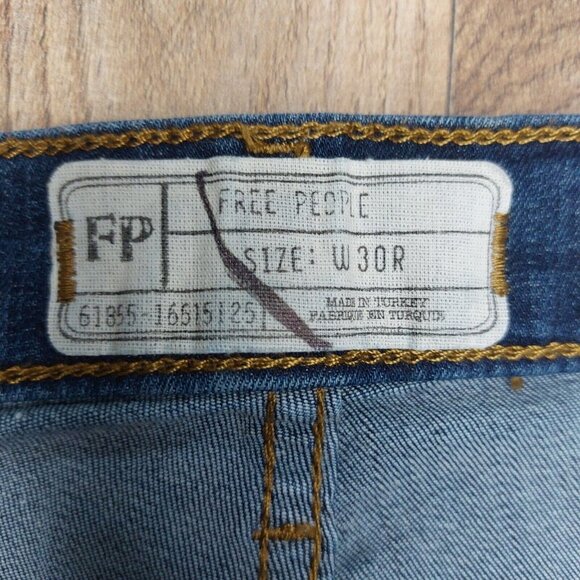 FP
FREE PEOPLE
SIZE: W30R
61855-16515125
MADE IN TURKEY
FABRIQUE EN TURQUIE